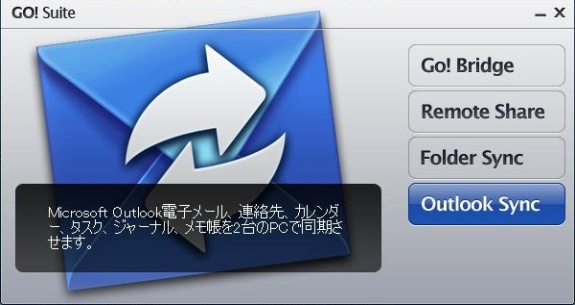 GO! Suite
Go! Bridge
Remote Share
Folder Sync
Outlook Sync
Microsoft Outlook電子メール、連絡先、カレンダ
ー、タスク、ジャーナル、メモ帳を2台のPCで同期さ
せます。